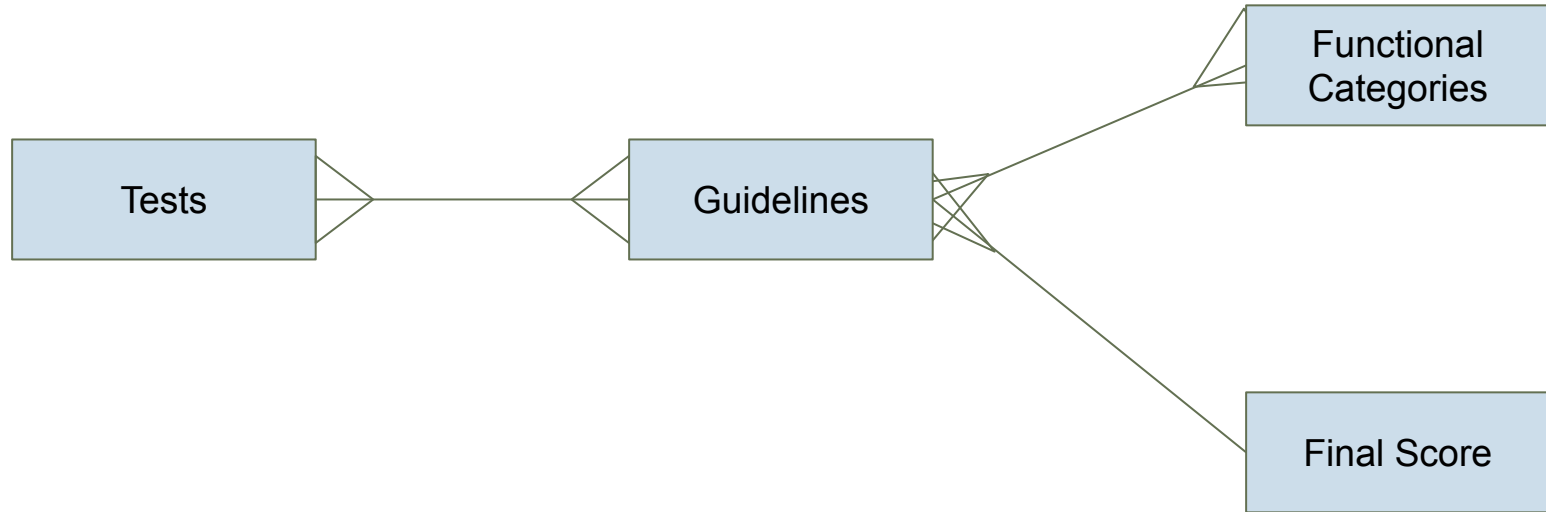 Functional
Categories
Tests
Guidelines
Final Score